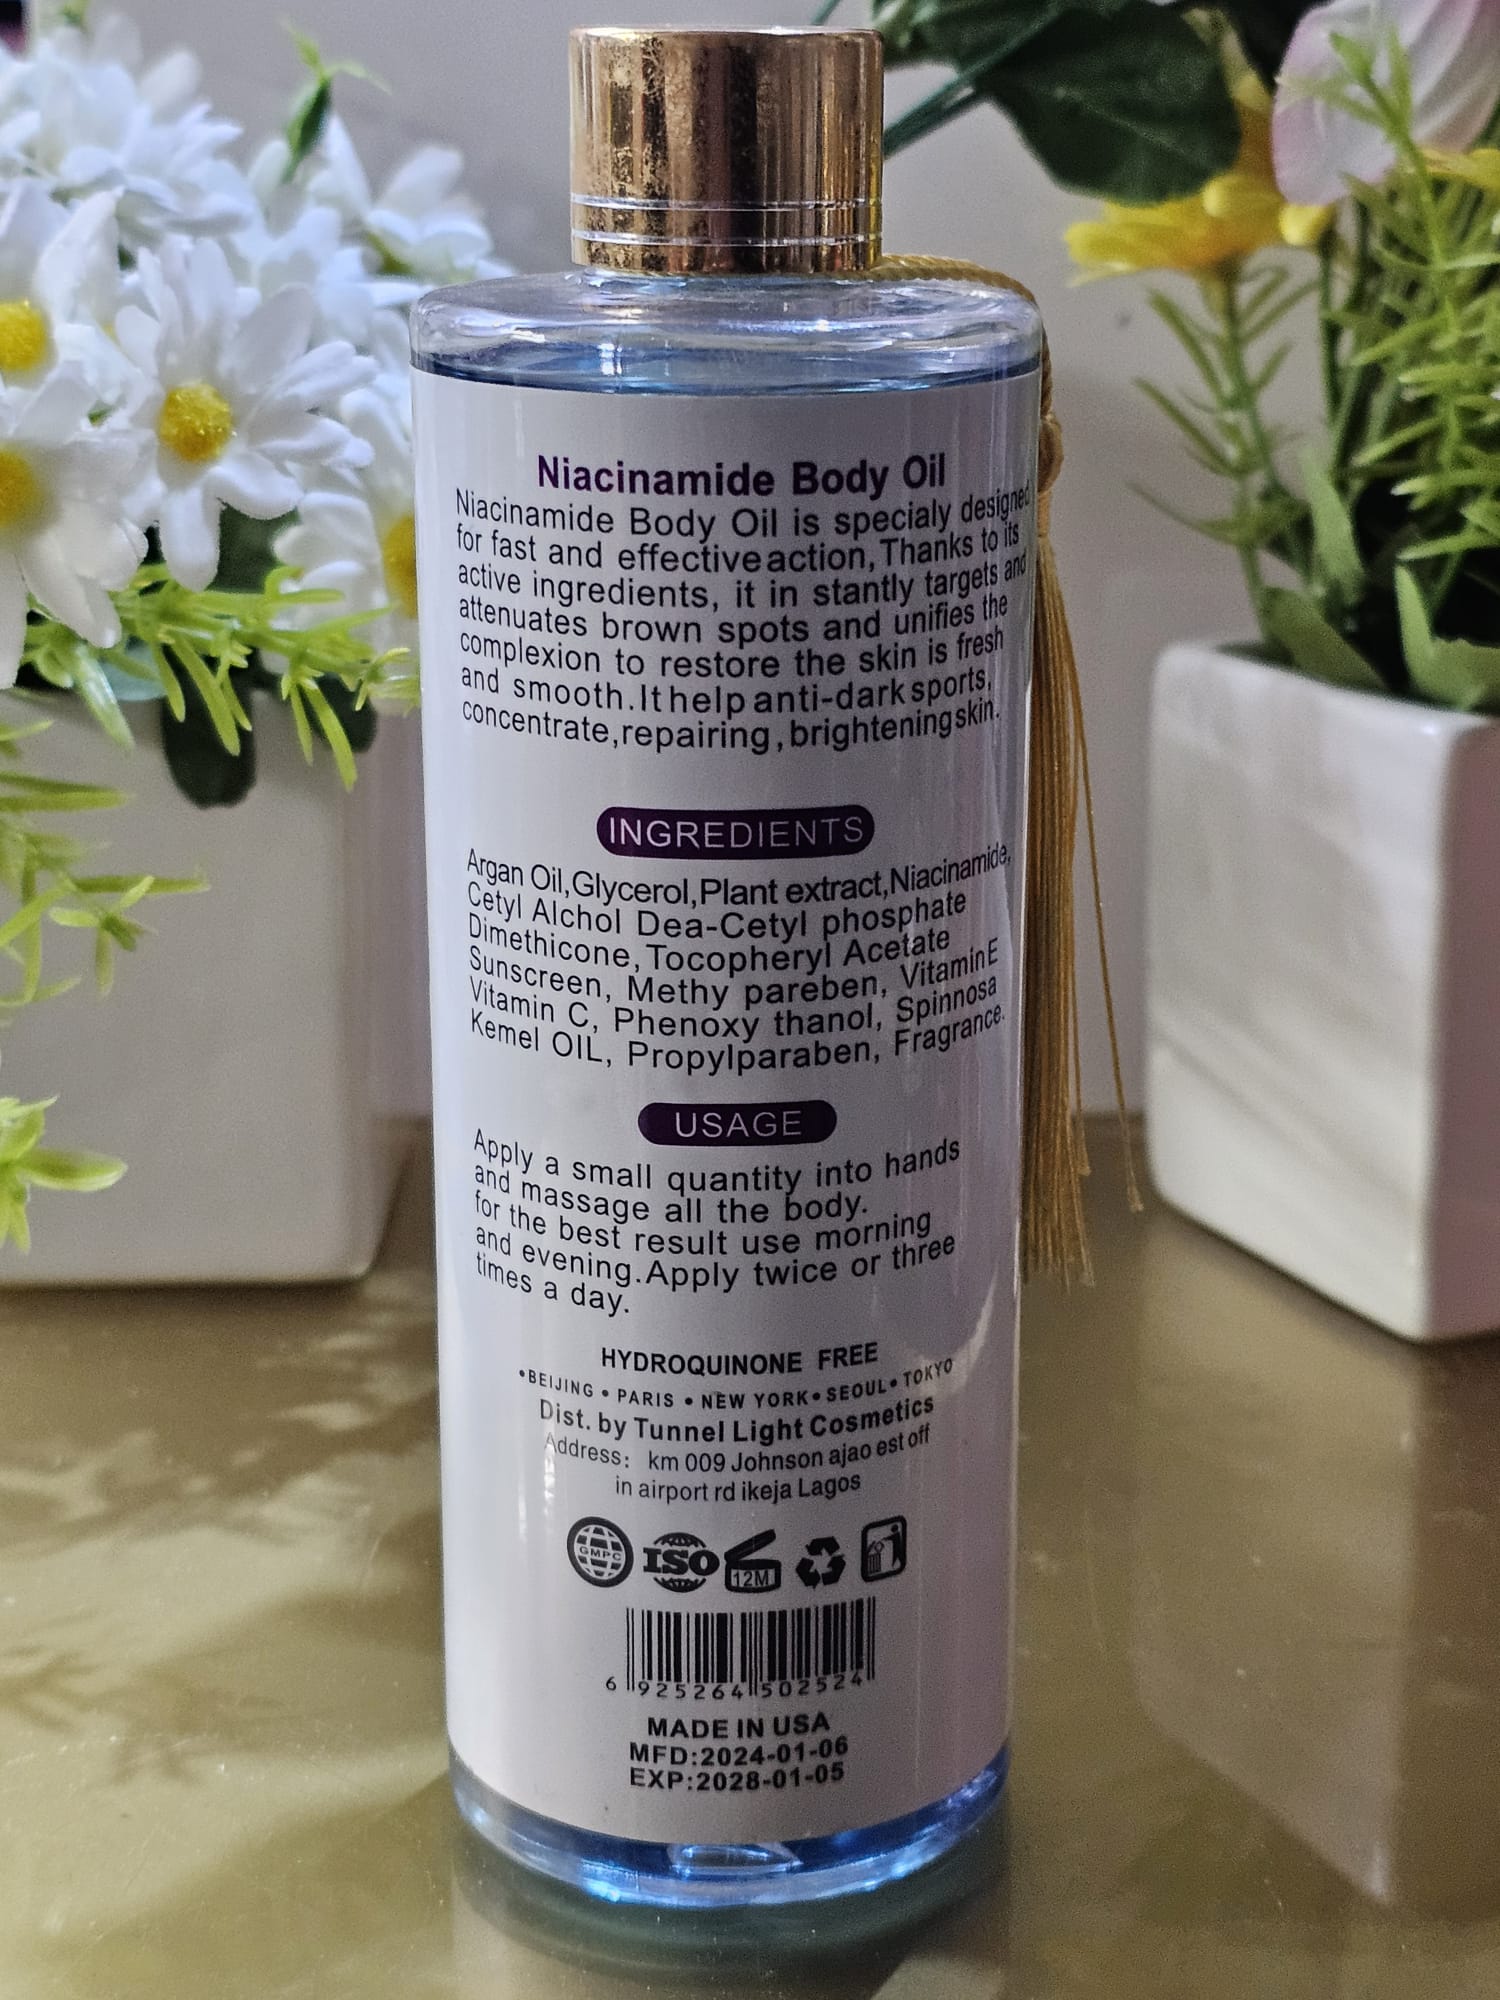 Niacinamide Body Oil
Niacinamide Body Oil is specialy designed
for fast and effective action, Thanks to its
active ingredients, it in stantly targets and
attenuates brown spots and unifies the
complexion to restore the skin is fresh
and smooth. It help anti-dark sports,
concentrate, repairing, brightening skin.
INGREDIENTS
Argan Oil, Glycerol, Plant extract, Niacinamide,
Cetyl Alchol Dea-Cetyl phosphate
Dimethicone, Tocopheryl Acetate
Sunscreen, Methy pareben, Vitamin E
Vitamin C, Phenoxy thanol, Spinnosa
Kemel OIL, Propylparaben, Fragrance.
USAGE
Apply a small quantity into hands
and massage all the body.
for the best result use morning
and evening. Apply twice or three
times a day.
HYDROQUINONE FREE
•BEIJING • PARIS • NEW YORK • SEOUL • TOKYO
Dist. by Tunnel Light Cosmetics
Address: km 009 Johnson ajao est off
in airport rd ikeja Lagos
GMPC ISO 12M
6 925264 502524
MADE IN USA
MFD:2024-01-06
EXP:2028-01-05